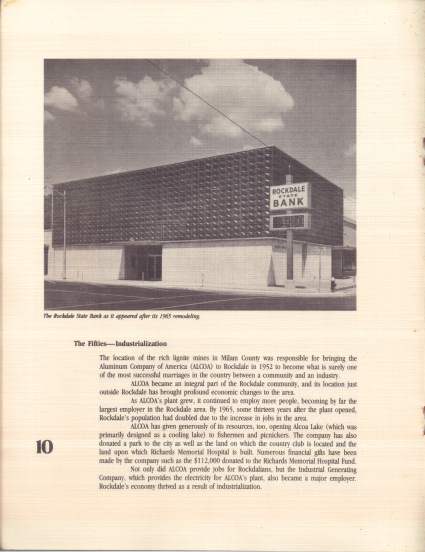 ROCKDALE
STATE
BANK
The Rockdale State Bank as it appeared after its 1965 remodeling.
The Fifties—Industrialization
The location of the rich lignite mines in Milam County was responsible for bringing the
Aluminum Company of America (ALCOA) to Rockdale in 1952 to become what is surely one
of the most successful marriages in the country between a community and an industry.
ALCOA became an integral part of the Rockdale community, and its location just
outside Rockdale has brought profound economic changes to the area.
As ALCOA's plant grew, it continued to employ more people, becoming by far the
largest employer in the Rockdale area. By 1965, some thirteen years after the plant opened,
Rockdale's population had doubled due to the increase in jobs in the area.
ALCOA has given generously of its resources, too, opening Alcoa Lake (which was
primarily designed as a cooling lake) to fishermen and picnickers. The company has also
donated a park to the city as well as the land on which the country club is located and the
land upon which Richards Memorial Hospital is built. Numerous financial gifts have been
made by the company such as the $112,000 donated to the Richards Memorial Hospital Fund.
Not only did ALCOA provide jobs for Rockdalians, but the Industrial Generating
Company, which provides the electricity for ALCOA's plant, also became a major employer.
Rockdale's economy thrived as a result of industrialization.
10